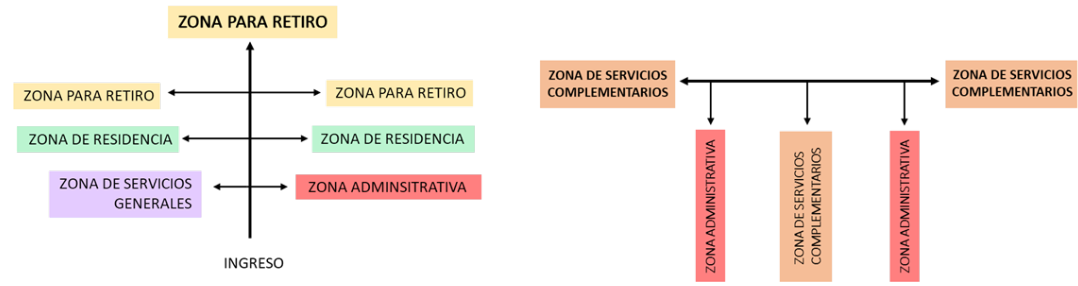 ZONA PARA RETIRO
ZONA PARA RETIRO
ZONA PARA RETIRO
ZONA DE RESIDENCIA
ZONA DE RESIDENCIA
ZONA DE SERVICIOS
GENERALES
ZONA ADMINSITRATIVA
INGRESO
ZONA DE SERVICIOS
COMPLEMENTARIOS
ZONA DE SERVICIOS
COMPLEMENTARIOS
ZONA ADMINISTRATIVA
ZONA DE SERVICIOS
COMPLEMENTARIOS
ZONA ADMINISTRATIVA